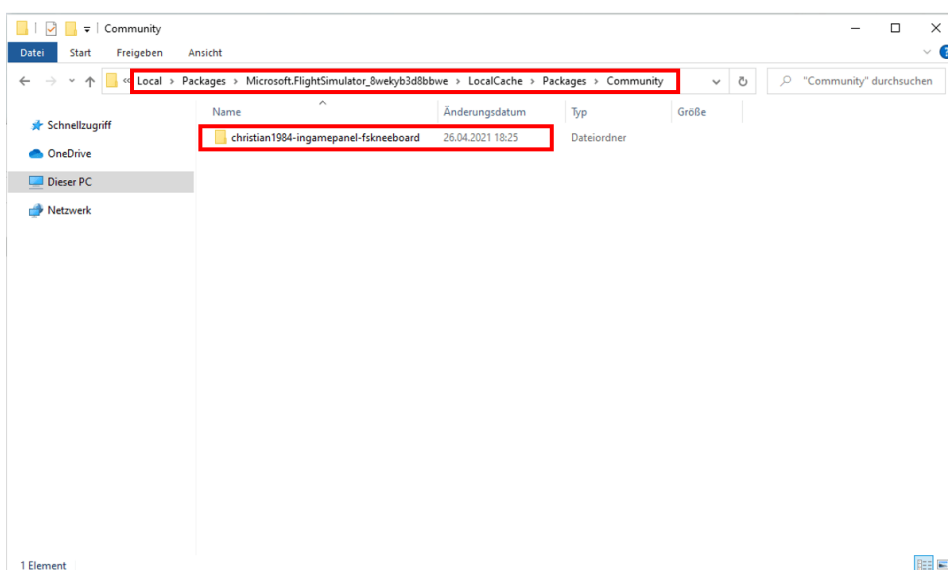 Community
Datei Start Freigeben Ansicht
« Local › Packages › Microsoft.FlightSimulator_8wekyb3d8bbwe › LocalCache › Packages › Community
"Community" durchsuchen
Name Änderungsdatum Typ Größe
Schnellzugriff
christian1984-ingamepanel-fskneeboard 26.04.2021 18:25 Dateiordner
OneDrive
Dieser PC
Netzwerk
1 Element